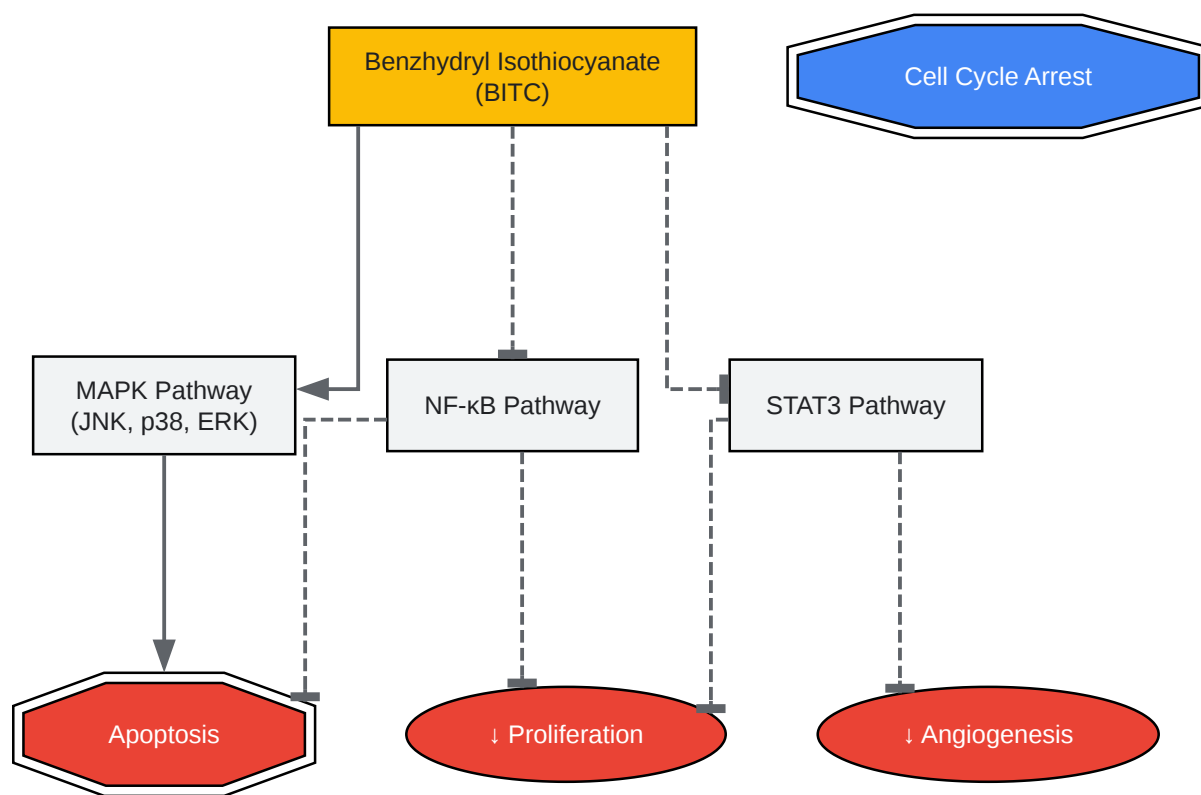 Benzhydryl Isothiocyanate
(BITC)
Cell Cycle Arrest
MAPK Pathway
(JNK, p38, ERK)
NF-κB Pathway
STAT3 Pathway
Apoptosis
↓ Proliferation
↓ Angiogenesis